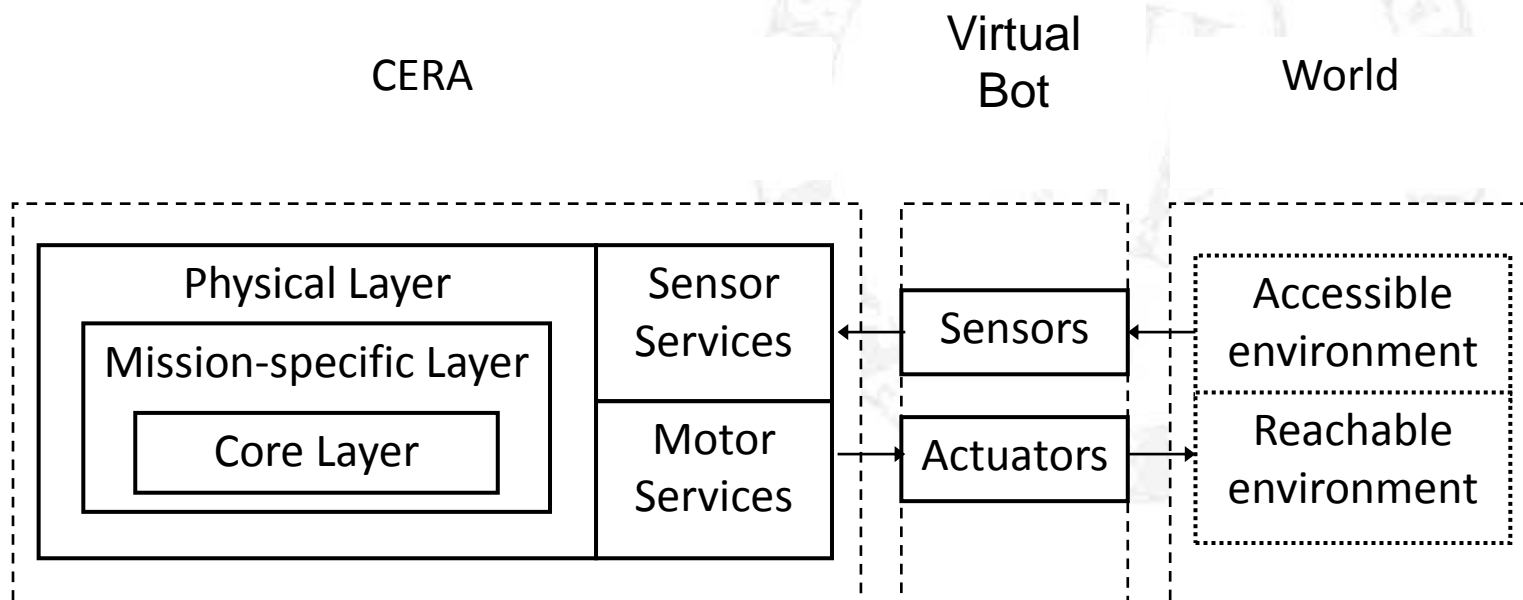 CERA
Virtual
Bot
World
Physical Layer
Mission-specific Layer
Core Layer
Sensor
Services
Motor
Services
Sensors
Actuators
Accessible
environment
Reachable
environment